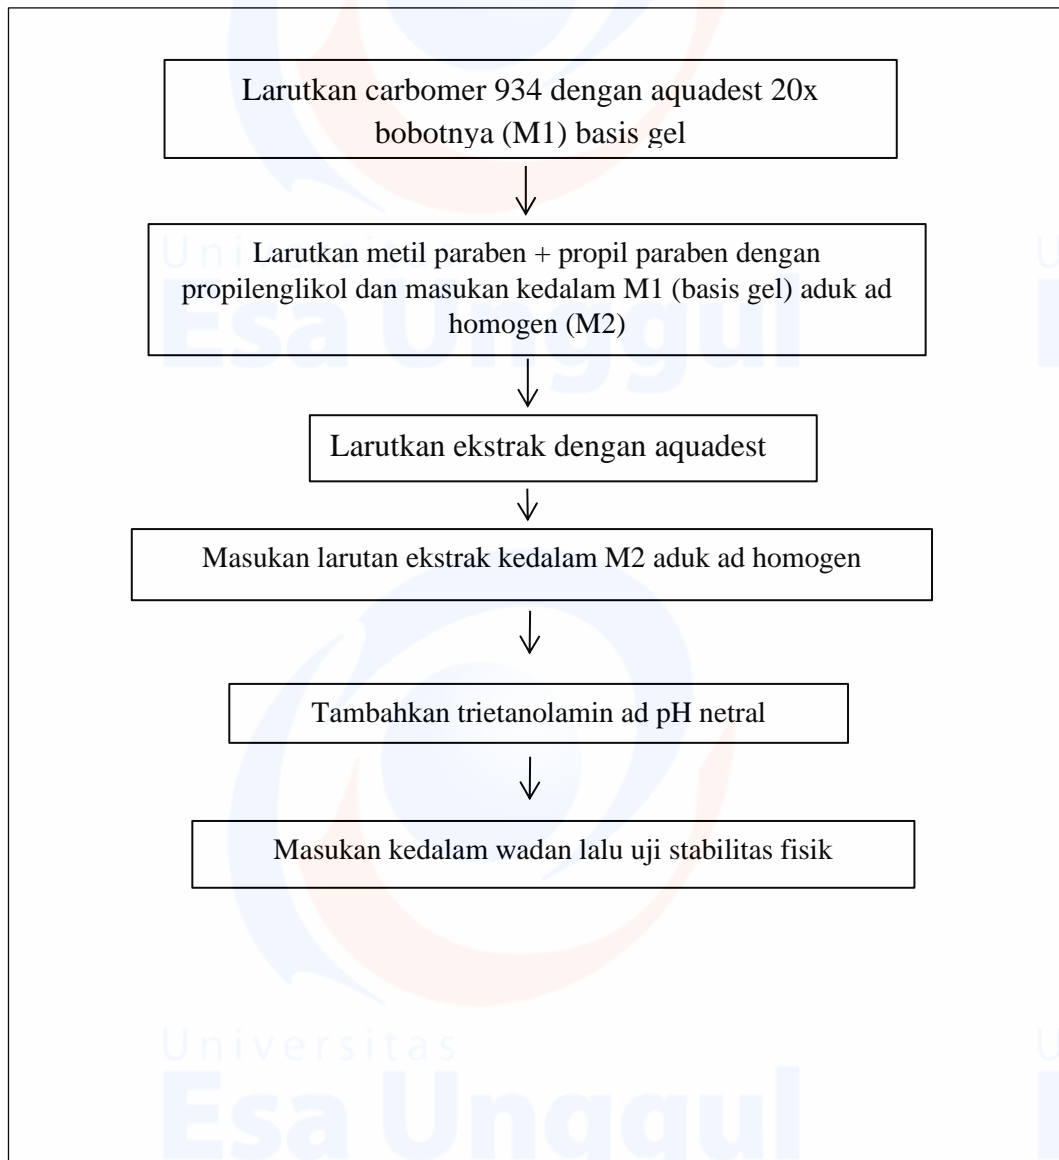 Larutkan carbomer 934 dengan aquadest 20x
bobotnya (M1) basis gel
Larutkan metil paraben + propil paraben dengan
propilenglikol dan masukan kedalam M1 (basis gel) aduk ad
homogen (M2)
Larutkan ekstrak dengan aquadest
Masukan larutan ekstrak kedalam M2 aduk ad homogen
Tambahkan trietanolamin ad pH netral
Masukan kedalam wadan lalu uji stabilitas fisik
Universitas
Esa Unggul
Universitas
Esa Unggul